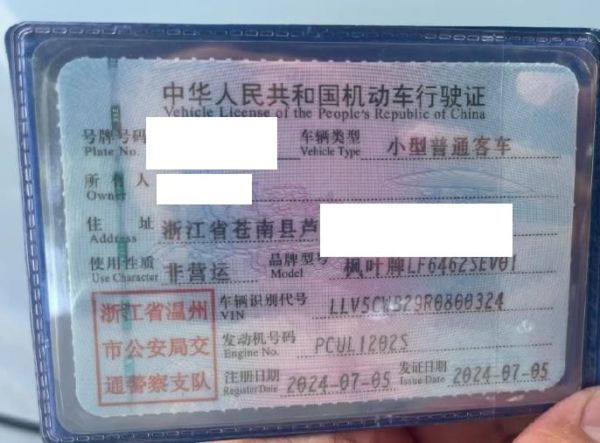 中华人民共和国机动车行驶证
Vehicle License of the People's Republic of China
号牌号码
Plate No.
车辆类型
Vehicle Type
小型普通客车
所有人
Owner
住址
Address
浙江省苍南县芦
使用性质
Use Character
非营运
品牌型号
Model
枫叶牌LF6462SEV01
浙江省温州
市公安局交
通警察支队
车辆识别代号
VIN
LLV5CWS29R0800324
发动机号码
Engine No.
PCUL1202S
注册日期
Register Date
2024-07-05
发证日期
Issue Date
2024-07-05